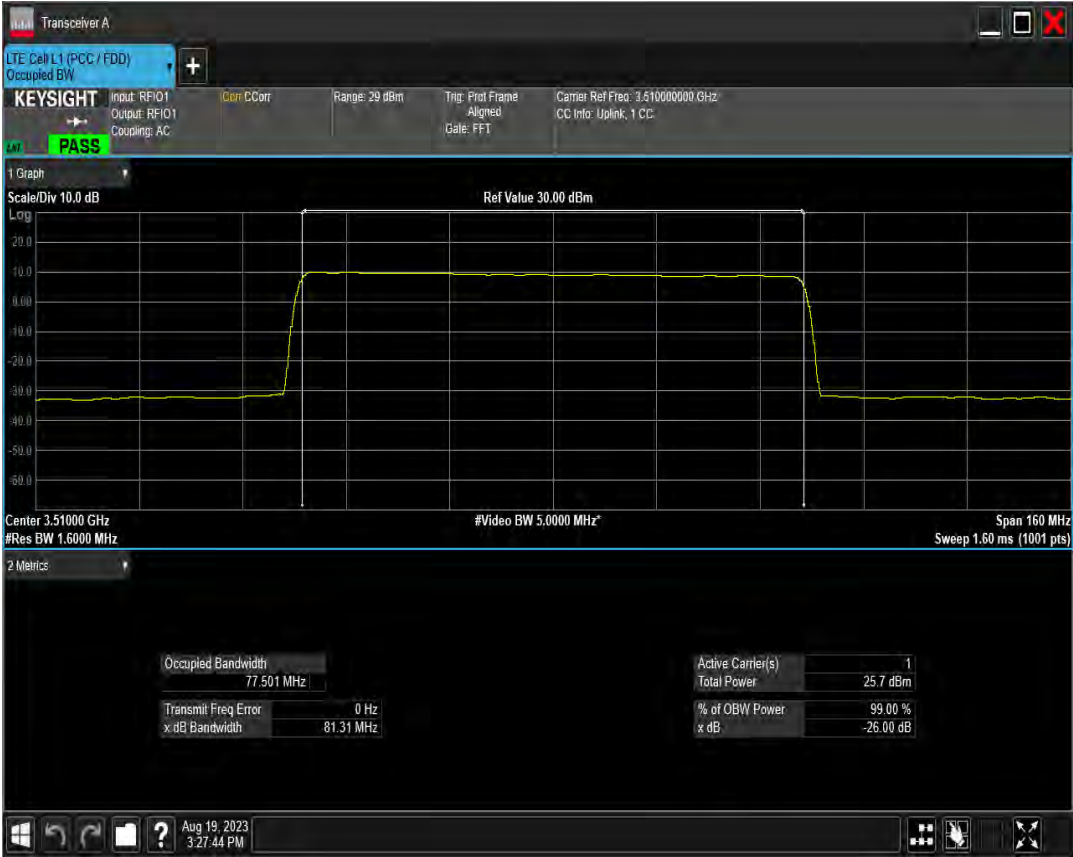 Transceiver A
LTE Cell L1 (PCC / FDD)
Occupied BW
+
KEYSIGHT
Input: RFIO1
Output: RFIO1
Coupling: AC
Corr CCorr
Range: 29 dBm
Trig: Prot Frame
Aligned
Gate: FFT
Carrier Ref Freq: 3.510000000 GHz
CC Info: Uplink, 1 CC
PASS
1 Graph
Scale/Div 10.0 dB
Ref Value 30.00 dBm
Log
20.0
10.0
0.00
-10.0
-20.0
-30.0
-40.0
-50.0
-60.0
Center 3.51000 GHz
#Video BW 5.0000 MHz*
Span 160 MHz
#Res BW 1.6000 MHz
Sweep 1.60 ms (1001 pts)
2 Metrics
Occupied Bandwidth
77.501 MHz
Transmit Freq Error 0 Hz
x dB Bandwidth 81.31 MHz
Active Carrier(s) 1
Total Power 25.7 dBm
% of OBW Power 99.00 %
x dB -26.00 dB
?
Aug 19, 2023
3:27:44 PM